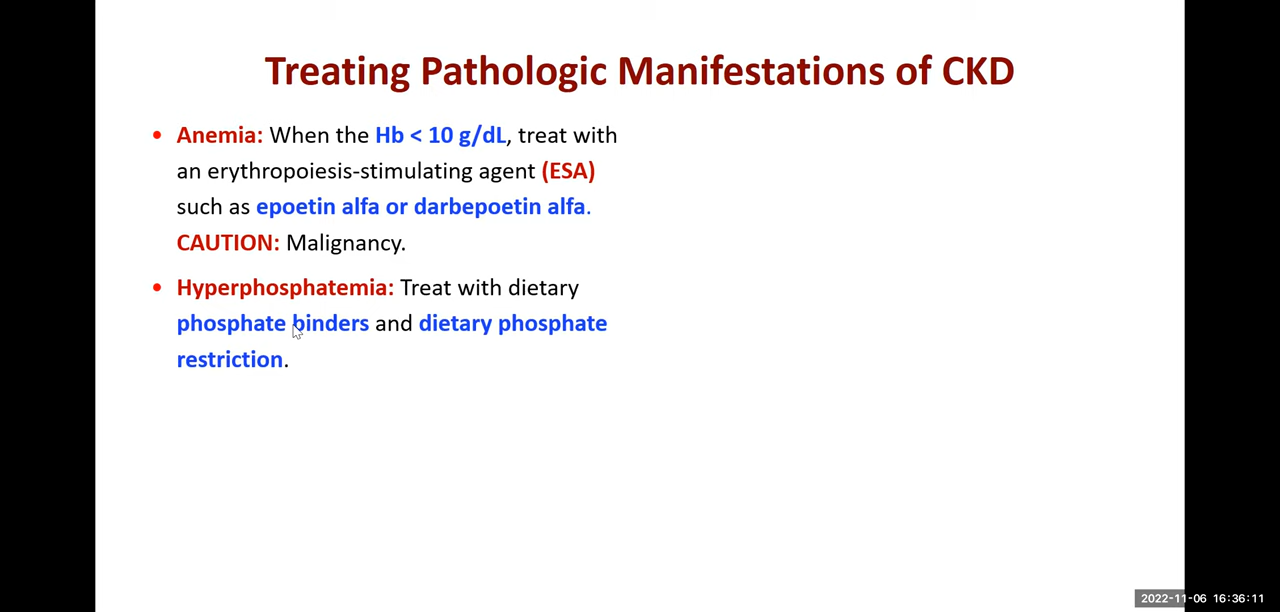 Treating Pathologic Manifestations of CKD
• Anemia: When the Hb < 10 g/dL, treat with
an erythropoiesis-stimulating agent (ESA)
such as epoetin alfa or darbepoetin alfa.
CAUTION: Malignancy.
• Hyperphosphatemia: Treat with dietary
phosphate binders and dietary phosphate
restriction.
2022-11-06 16:36:11